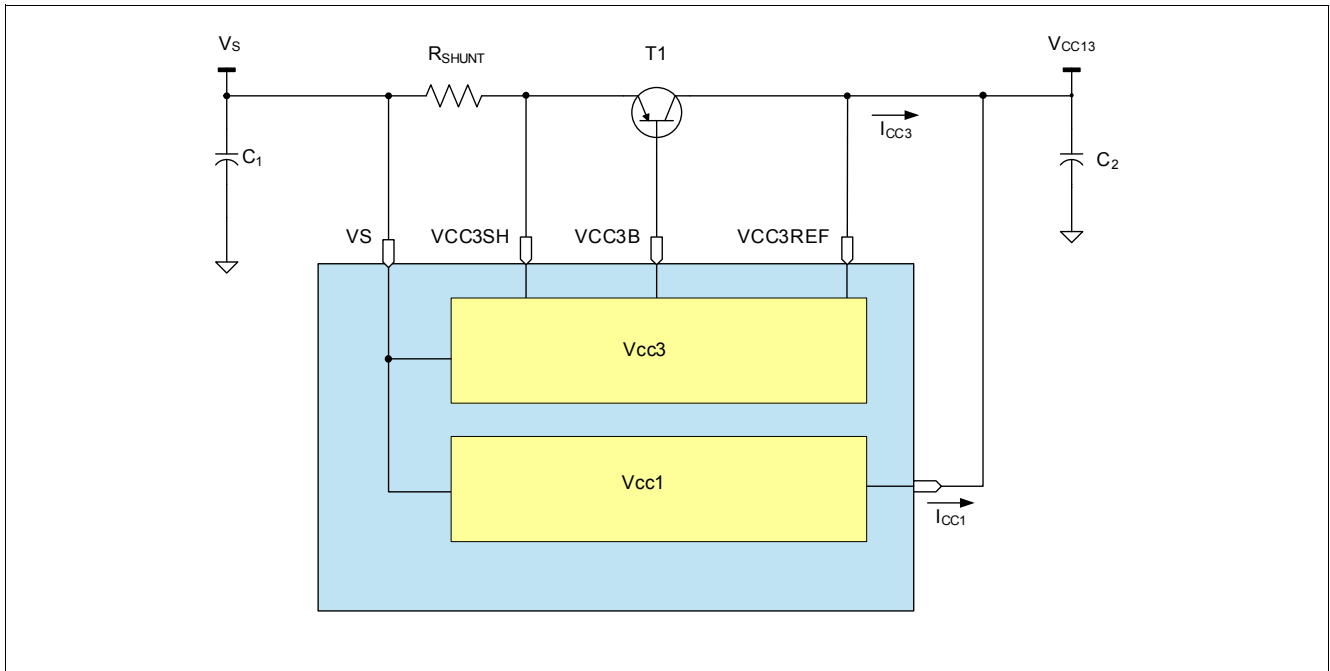 VS
RSHUNT
T1
VCC13
ICC3
C1
C2
VS
VCC3SH
VCC3B
VCC3REF
Vcc3
Vcc1
ICC1